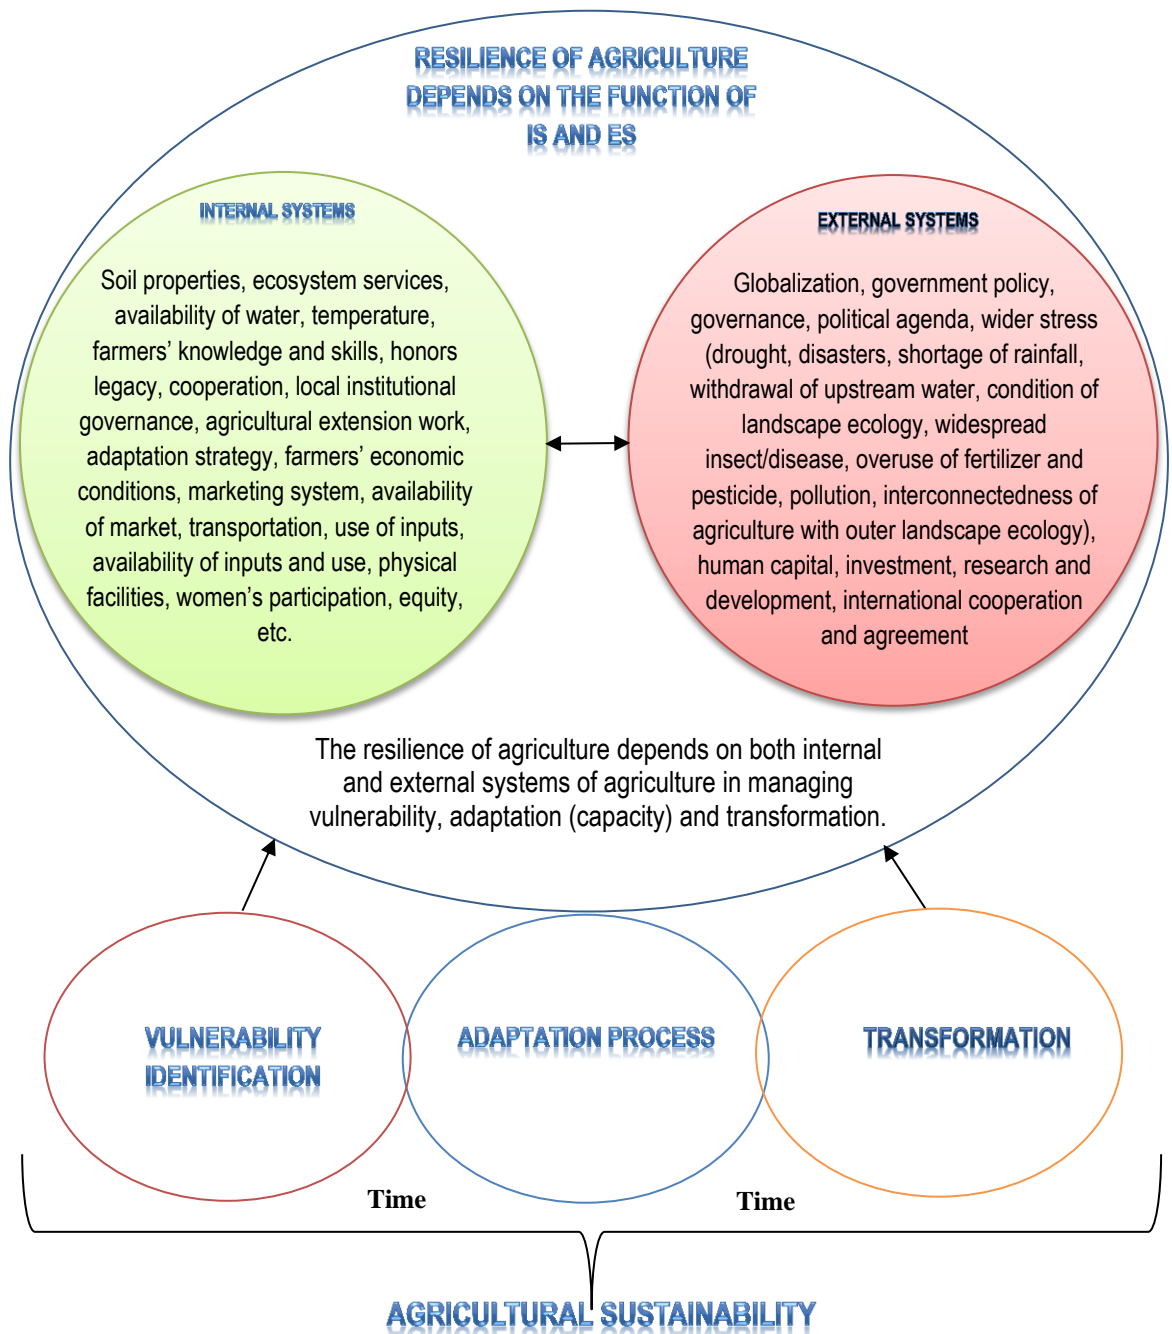 RESILIENCE OF AGRICULTURE
DEPENDS ON THE FUNCTION OF
IS AND ES
INTERNAL SYSTEMS
Soil properties, ecosystem services,
availability of water, temperature,
farmers’ knowledge and skills, honors
legacy, cooperation, local institutional
governance, agricultural extension work,
adaptation strategy, farmers’ economic
conditions, marketing system, availability
of market, transportation, use of inputs,
availability of inputs and use, physical
facilities, women’s participation, equity,
etc.
EXTERNAL SYSTEMS
Globalization, government policy,
governance, political agenda, wider stress
(drought, disasters, shortage of rainfall,
withdrawal of upstream water, condition of
landscape ecology, widespread
insect/disease, overuse of fertilizer and
pesticide, pollution, interconnectedness of
agriculture with outer landscape ecology),
human capital, investment, research and
development, international cooperation
and agreement
The resilience of agriculture depends on both internal
and external systems of agriculture in managing
vulnerability, adaptation (capacity) and transformation.
VULNERABILITY
IDENTIFICATION
ADAPTATION PROCESS
TRANSFORMATION
Time
Time
AGRICULTURAL SUSTAINABILITY